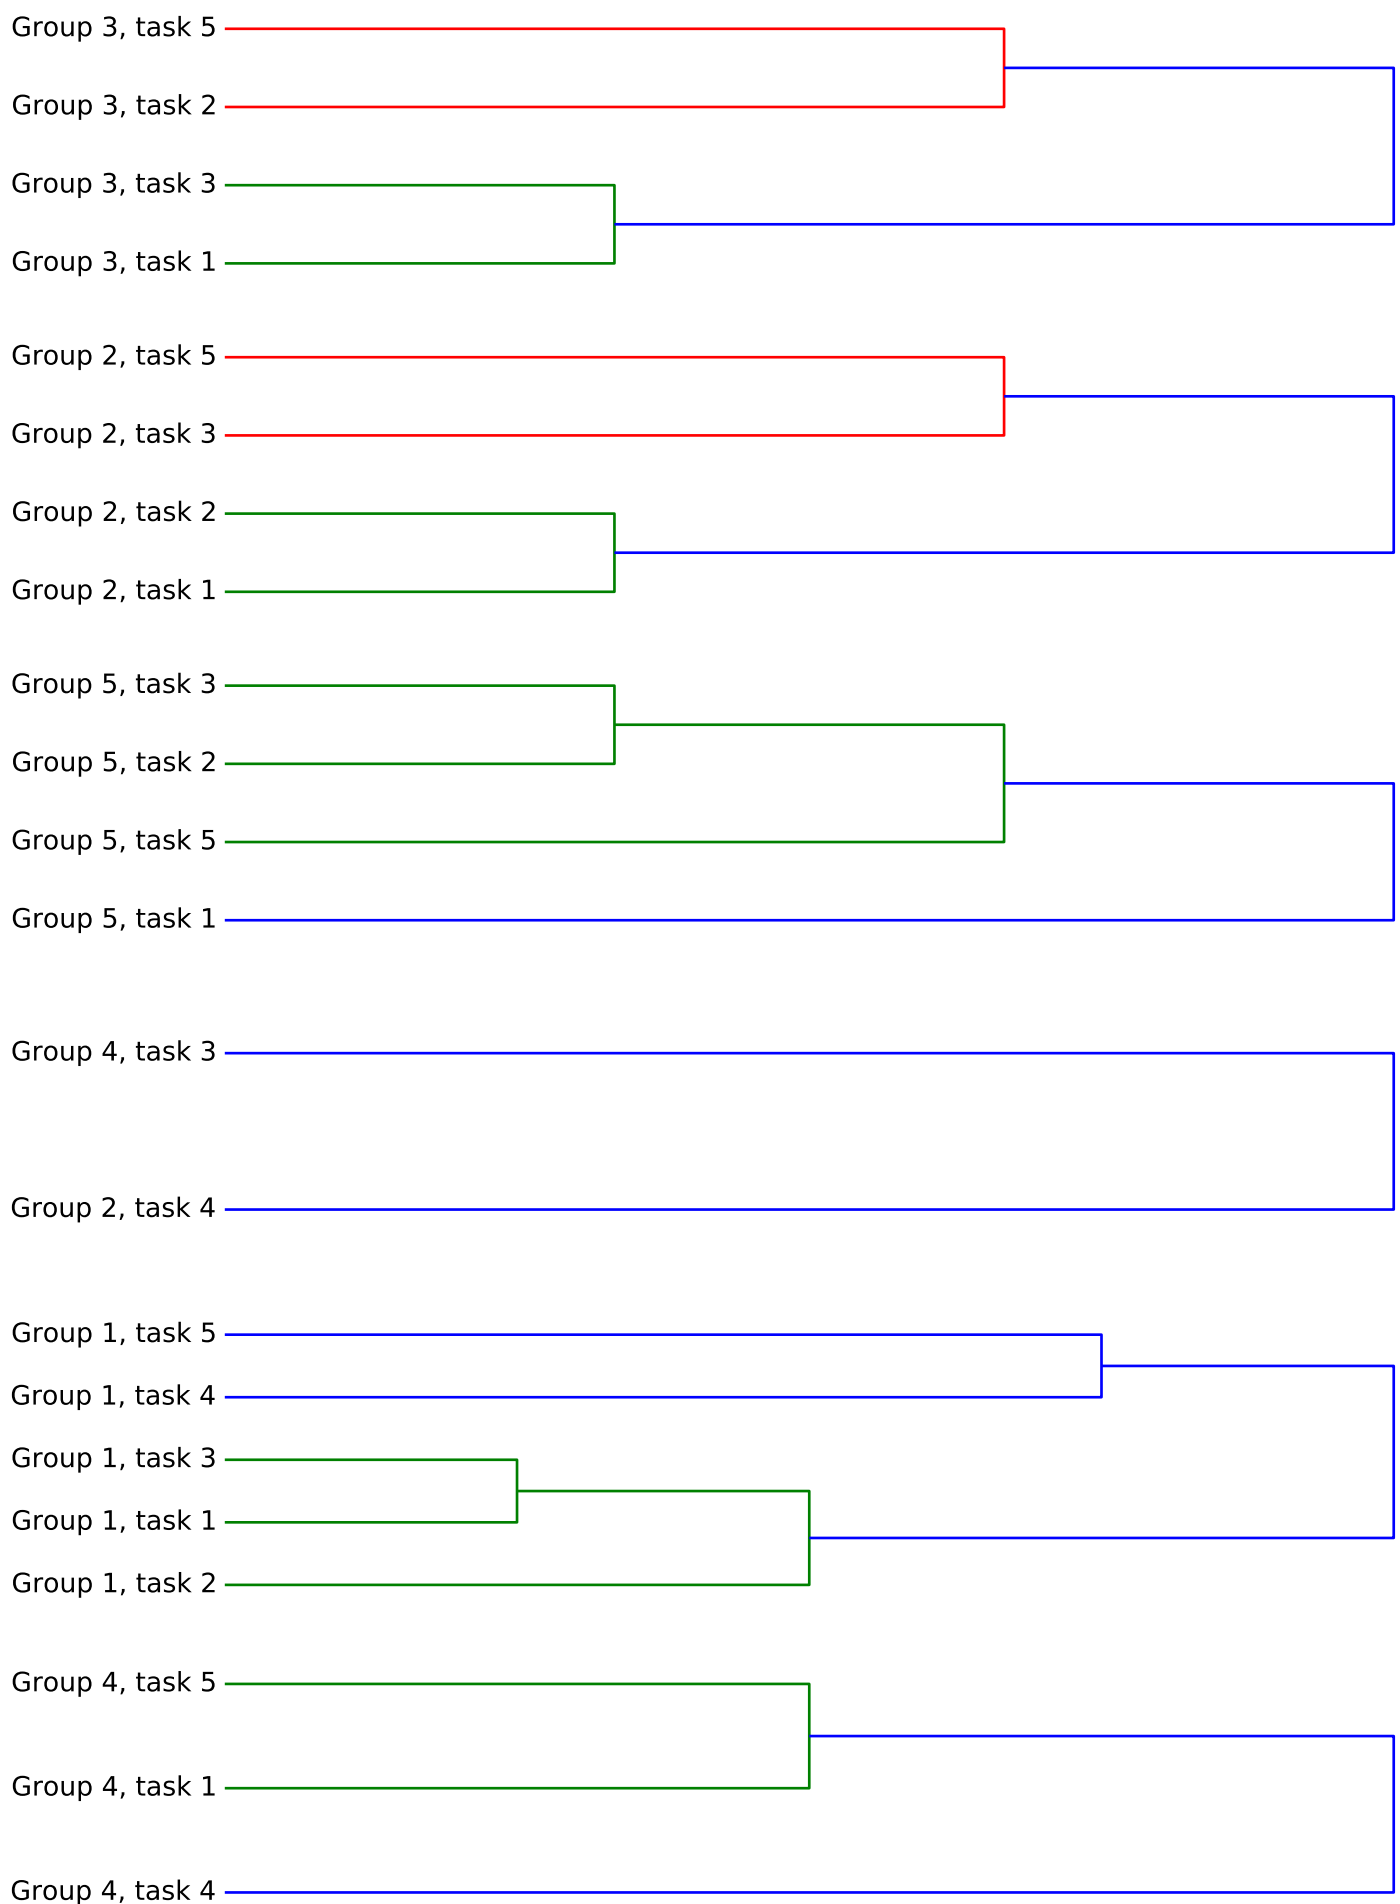 Group 3, task 5
Group 3, task 2
Group 3, task 3
Group 3, task 1
Group 2, task 5
Group 2, task 3
Group 2, task 2
Group 2, task 1
Group 5, task 3
Group 5, task 2
Group 5, task 5
Group 5, task 1
Group 4, task 3
Group 2, task 4
Group 1, task 5
Group 1, task 4
Group 1, task 3
Group 1, task 1
Group 1, task 2
Group 4, task 5
Group 4, task 1
Group 4, task 4